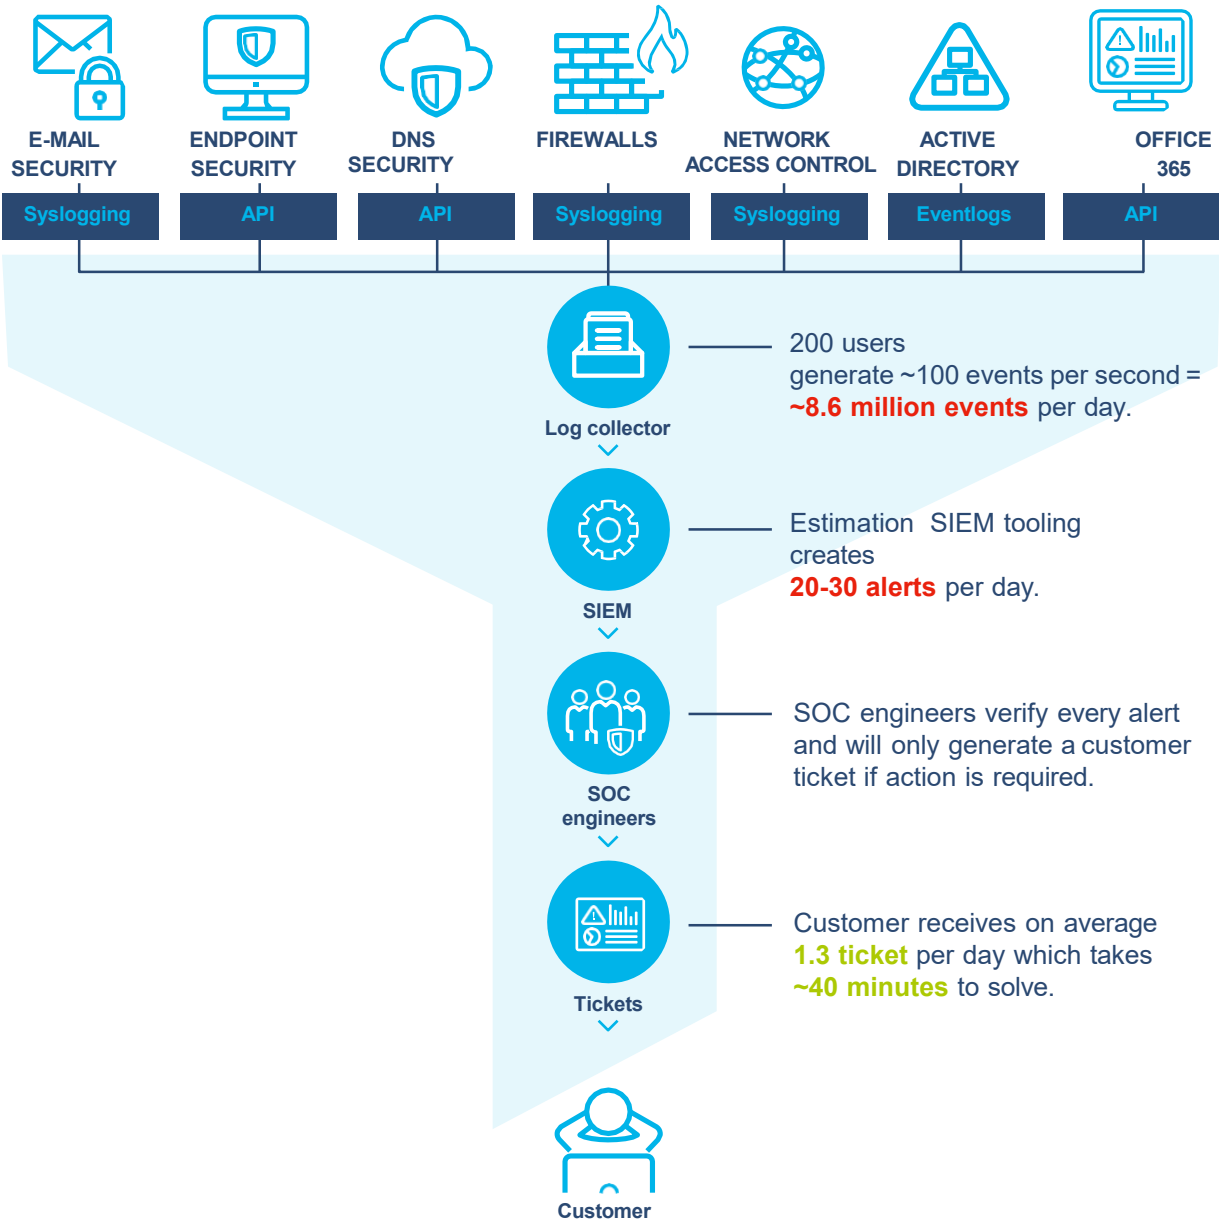 E-MAIL
SECURITY
ENDPOINT
SECURITY
DNS
SECURITY
FIREWALLS
NETWORK
ACCESS CONTROL
ACTIVE
DIRECTORY
OFFICE
365
Syslogging
API
API
Syslogging
Syslogging
Eventlogs
API
Log collector
200 users
generate ~100 events per second =
~8.6 million events per day.
SIEM
Estimation SIEM tooling
creates
20-30 alerts per day.
SOC
engineers
SOC engineers verify every alert
and will only generate a customer
ticket if action is required.
Tickets
Customer receives on average
1.3 ticket per day which takes
~40 minutes to solve.
Customer